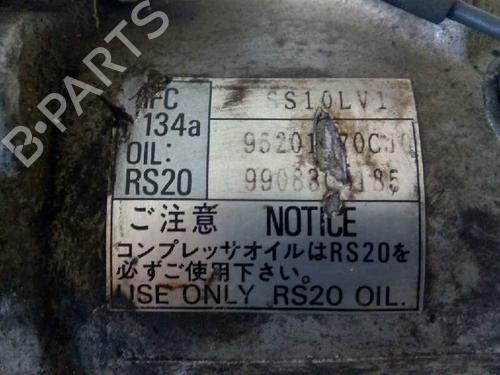 B-PARTS
HFC
134a
OIL:
RS20
SS10LV1
ご注意 NOTICE
コンプレッサオイルはRS20を
必ずご使用下さい。
USE ONLY RS20 OIL.